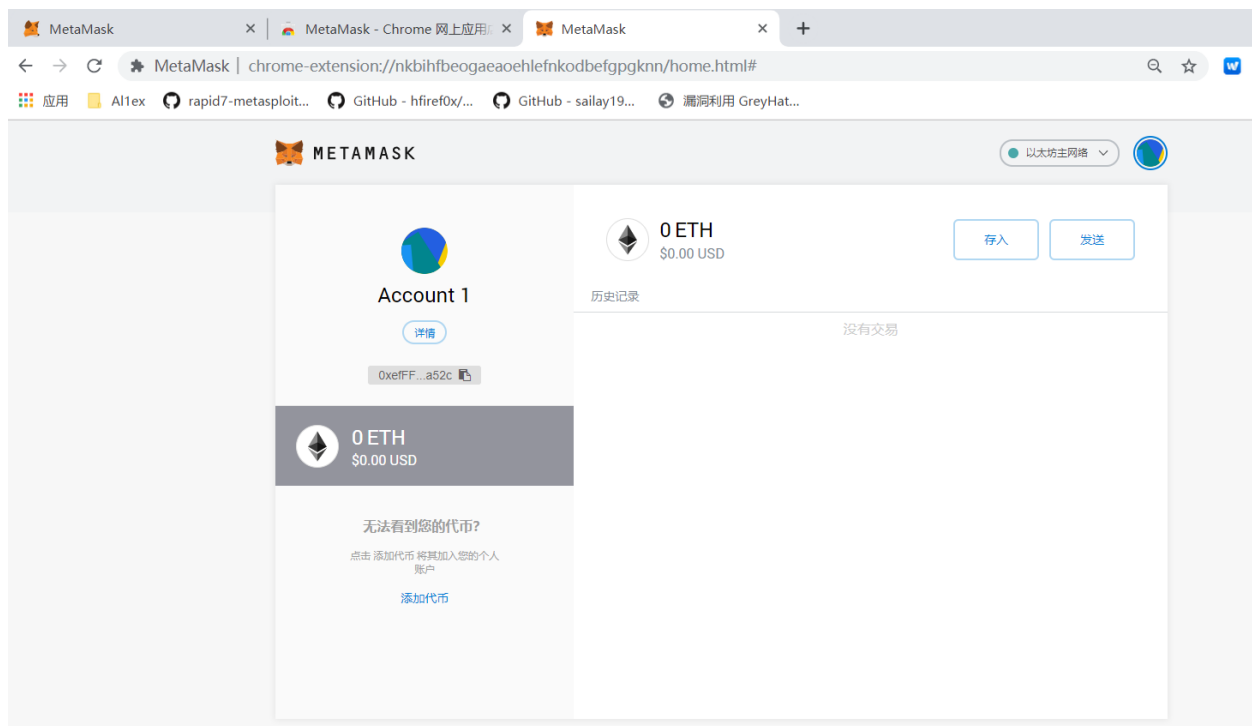 MetaMask
MetaMask - Chrome 网上应用
MetaMask
MetaMask | chrome-extension://nkbihfbeogaeaoehlefnkodbefgpgknn/home.html#
应用 Al1ex rapid7-metasploit... GitHub - hfiref0x/... GitHub - sailay19... 漏洞利用 GreyHat...
METAMASK
以太坊主网络
Account 1
详情
0xefFF...a52c
0 ETH
$0.00 USD
无法看到您的代币?
点击 添加代币 将其加入您的个人
账户
添加代币
0 ETH
$0.00 USD
存入
发送
历史记录
没有交易